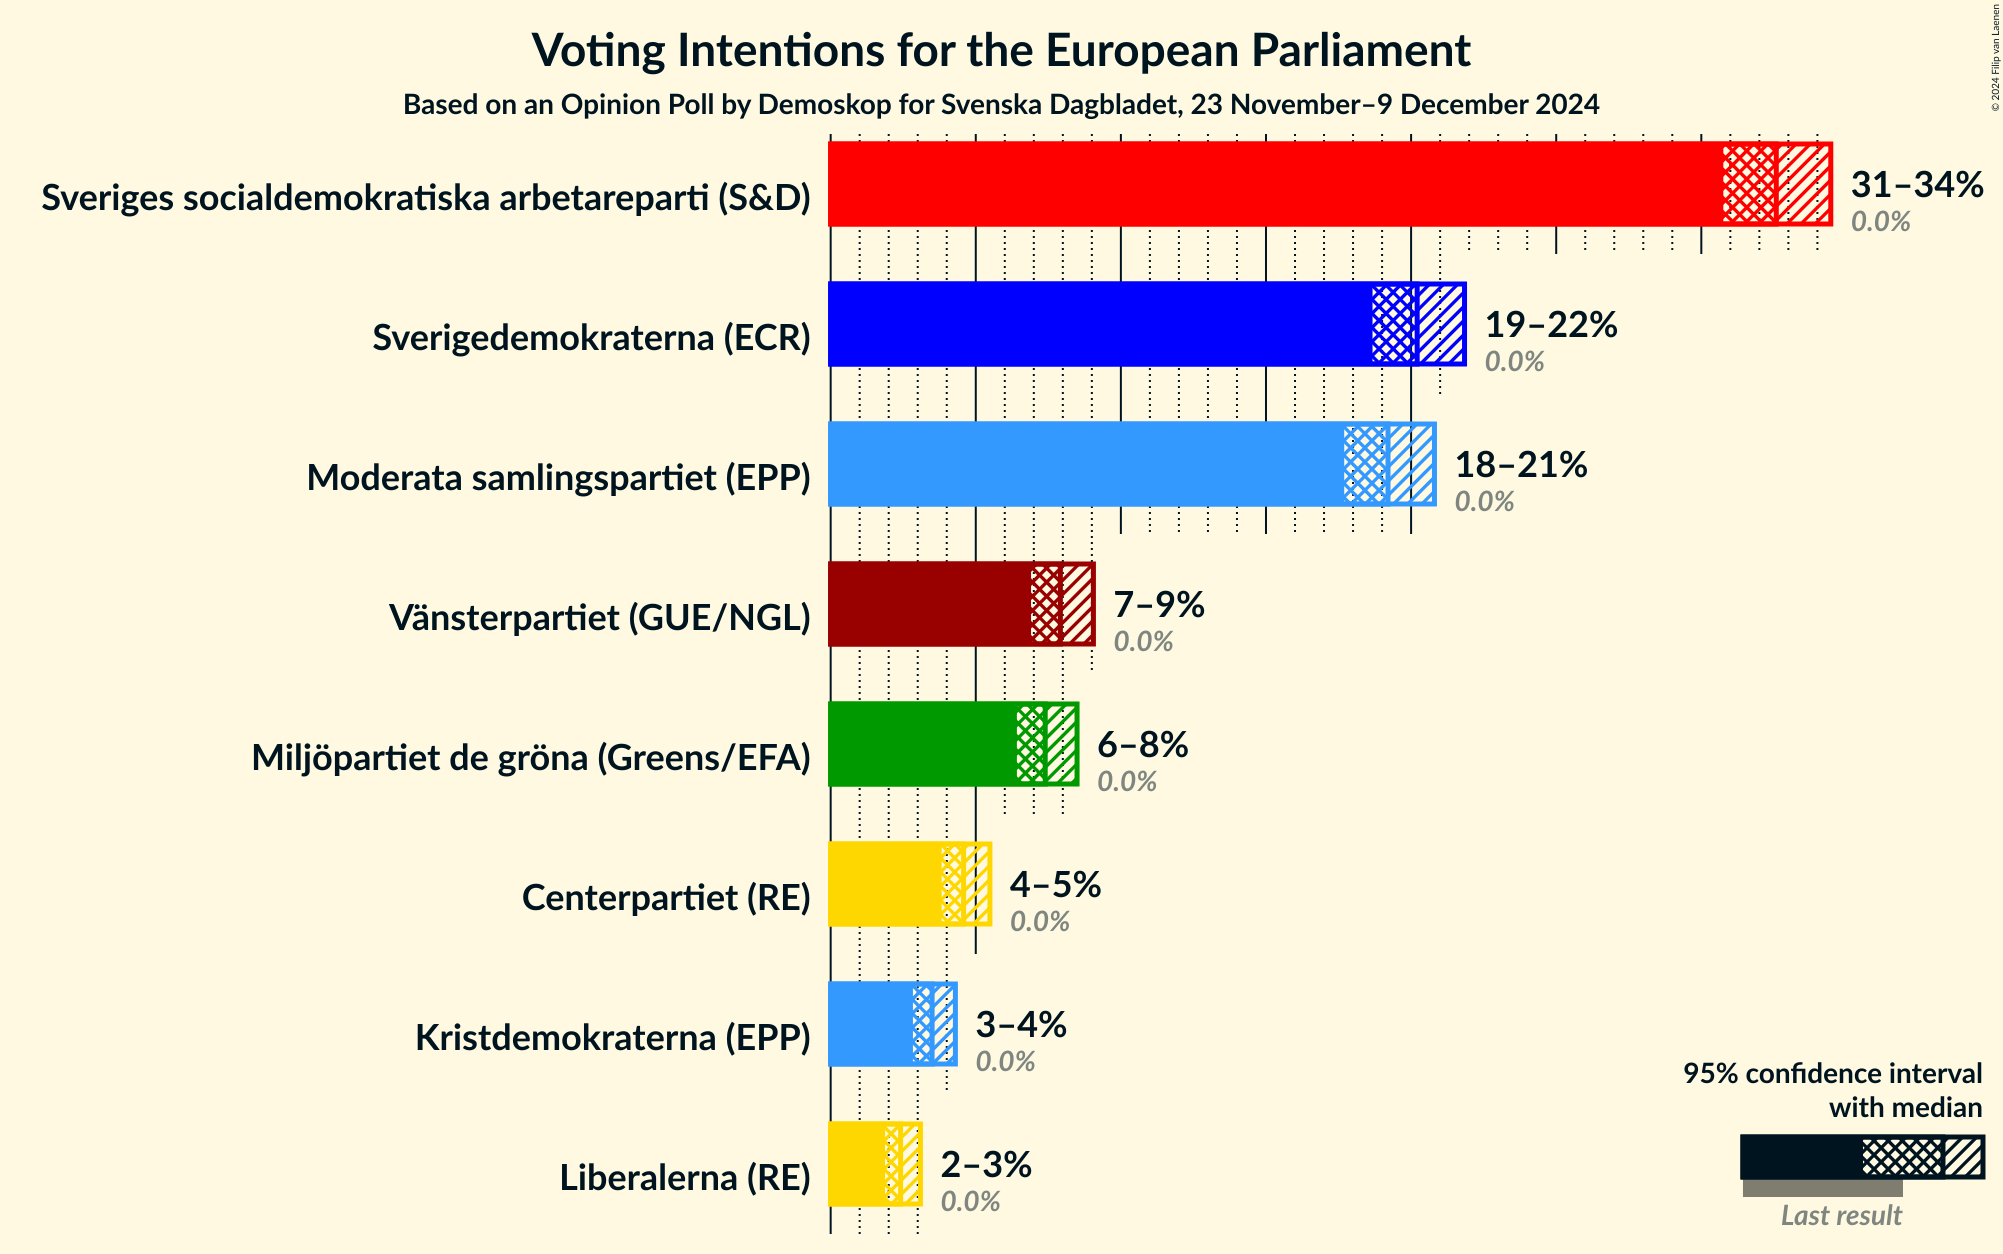 Voting Intentions for the European Parliament
Based on an Opinion Poll by Demoskop for Svenska Dagbladet, 23 November–9 December 2024
© 2024 Filip van Laenen
Sveriges socialdemokratiska arbetareparti (S&D)
31–34%
0.0%
Sverigedemokraterna (ECR)
19–22%
0.0%
Moderata samlingspartiet (EPP)
18–21%
0.0%
Vänsterpartiet (GUE/NGL)
7–9%
0.0%
Miljöpartiet de gröna (Greens/EFA)
6–8%
0.0%
Centerpartiet (RE)
4–5%
0.0%
Kristdemokraterna (EPP)
3–4%
0.0%
Liberalerna (RE)
2–3%
0.0%
95% confidence interval
with median
Last result